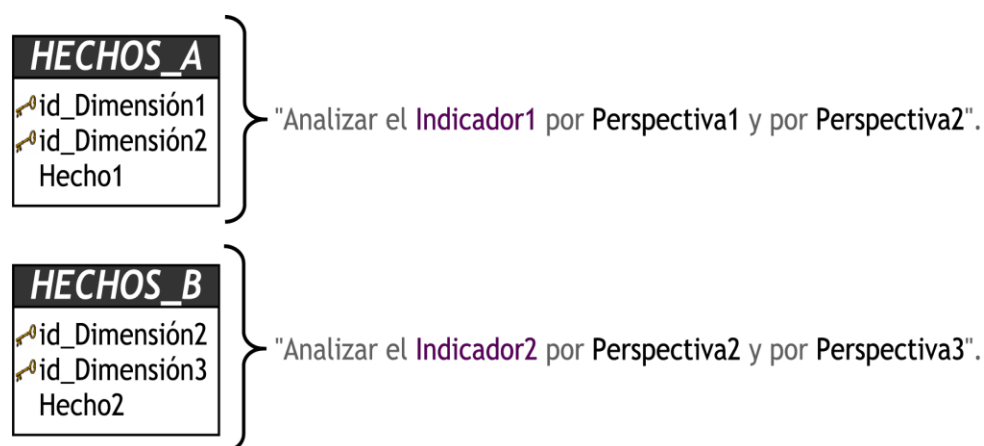 HECHOS_A
id_Dimensión1
id_Dimensión2
Hecho1
"Analizar el Indicador1 por Perspectiva1 y por Perspectiva2".
HECHOS_B
id_Dimensión2
id_Dimensión3
Hecho2
"Analizar el Indicador2 por Perspectiva2 y por Perspectiva3".